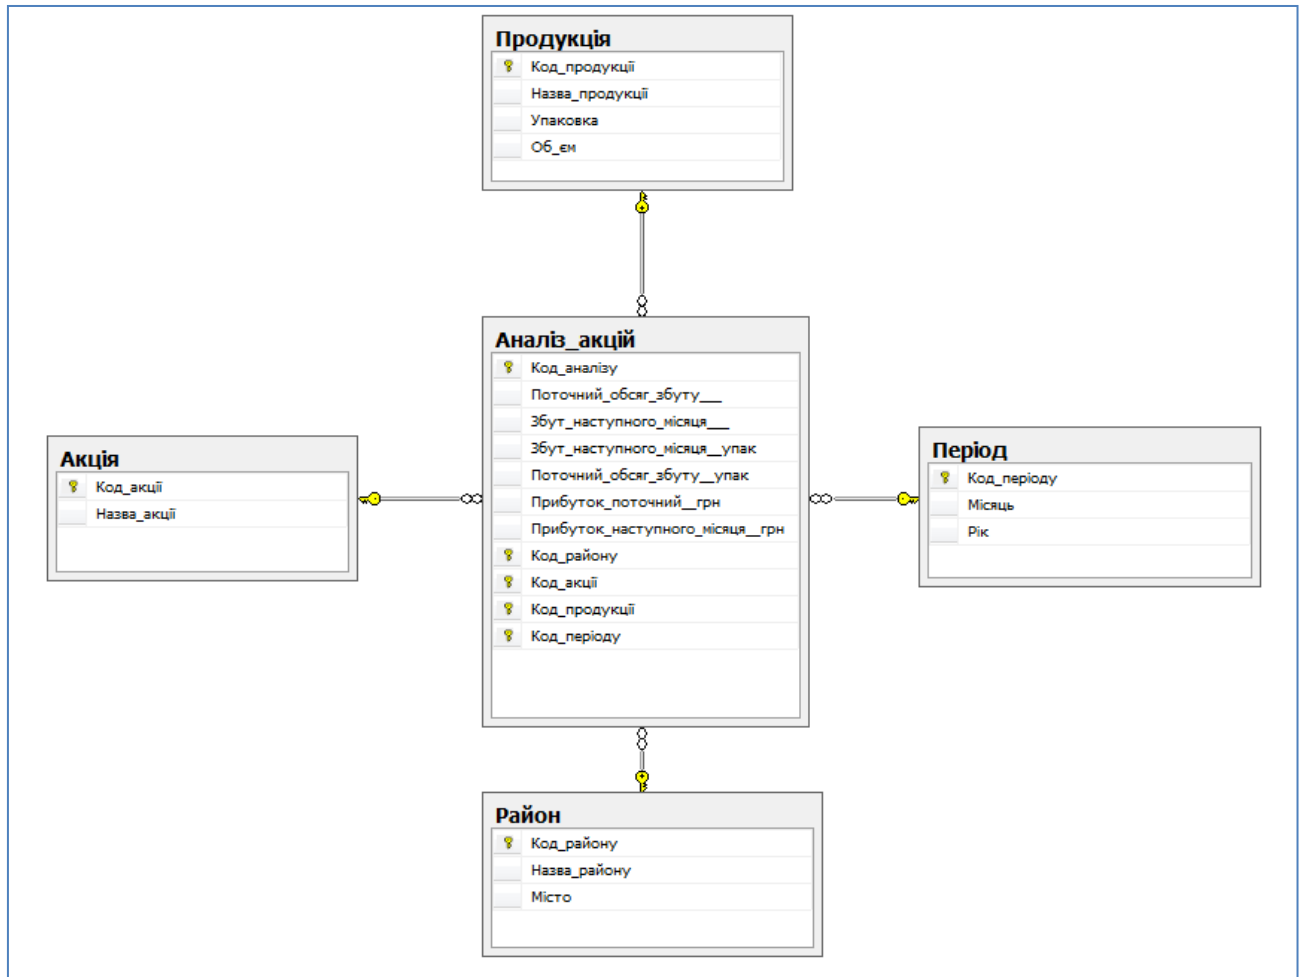 Продукція
Код_продукції
Назва_продукції
Упаковка
Об_єм
Аналіз_акцій
Код_аналізу
Поточний_обсяг_збуту___
Збут_наступного_місяця___
Збут_наступного_місяця__упак
Поточний_обсяг_збуту__упак
Прибуток_поточний__грн
Прибуток_наступного_місяця__грн
Код_району
Код_акції
Код_продукції
Код_періоду
Акція
Код_акції
Назва_акції
Період
Код_періоду
Місяць
Рік
Район
Код_району
Назва_району
Місто